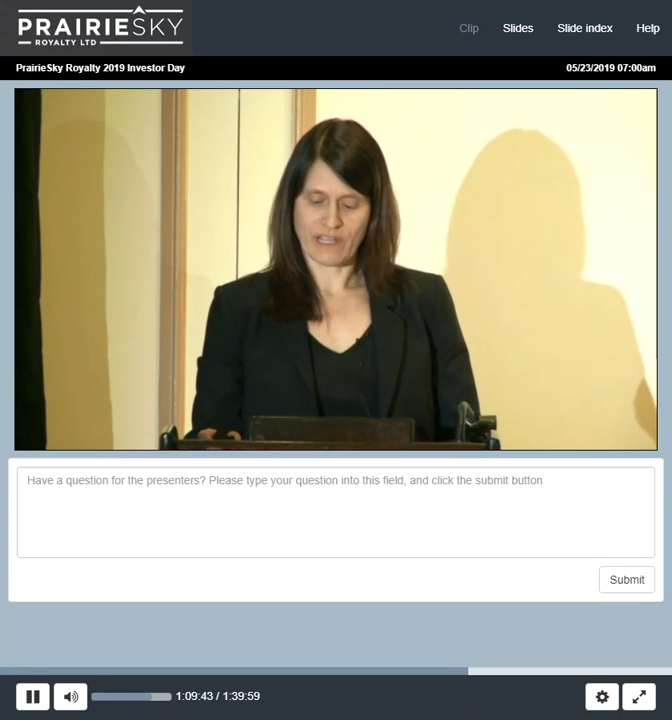 PRAIRIESKY
ROYALTY LTD
Clip Slides Slide index Help
PrairieSky Royalty 2019 Investor Day 05/23/2019 07:00am
Have a question for the presenters? Please type your question into this field, and click the submit button
Submit
1:09:43 / 1:39:59